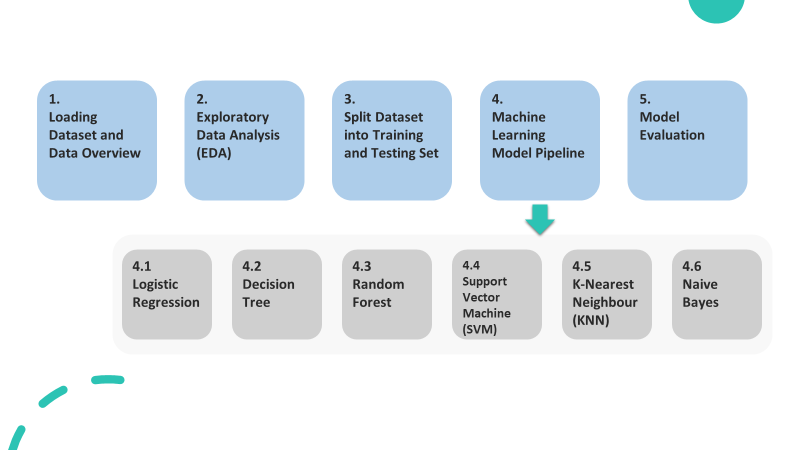 1.
Loading
Dataset and
Data Overview
2.
Exploratory
Data Analysis
(EDA)
3.
Split Dataset
into Training
and Testing Set
4.
Machine
Learning
Model Pipeline
5.
Model
Evaluation
4.1
Logistic
Regression
4.2
Decision
Tree
4.3
Random
Forest
4.4
Support
Vector
Machine
(SVM)
4.5
K-Nearest
Neighbour
(KNN)
4.6
Naive
Bayes